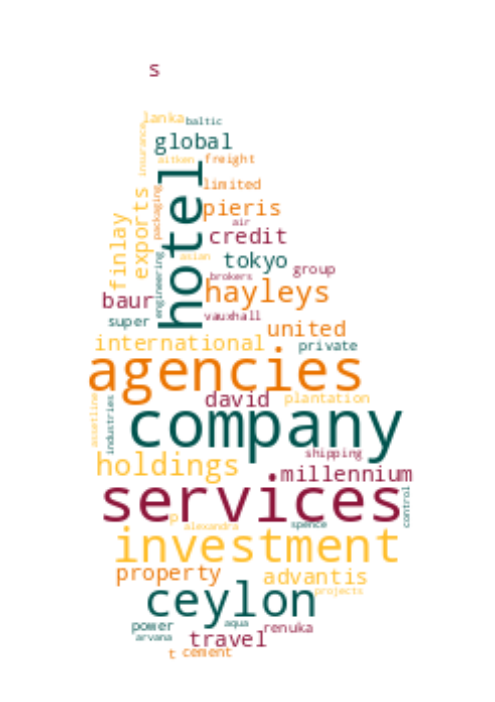 s
lanka baltic
insurance
global
aitken freight
hotel
limited
packaging
exports
pieris
finlay
air
credit
asian
tokyo
engineering
group
brokers
baur
hayleys
super
vauxhall
united
international
private
agencies
david
plantation
assetline
industries
company
shipping
holdings
millennium
services
control
p
alexandra
spence
investment
property
advantis
ceylon
projects
power
aqua
renuka
arvana
travel
t cement